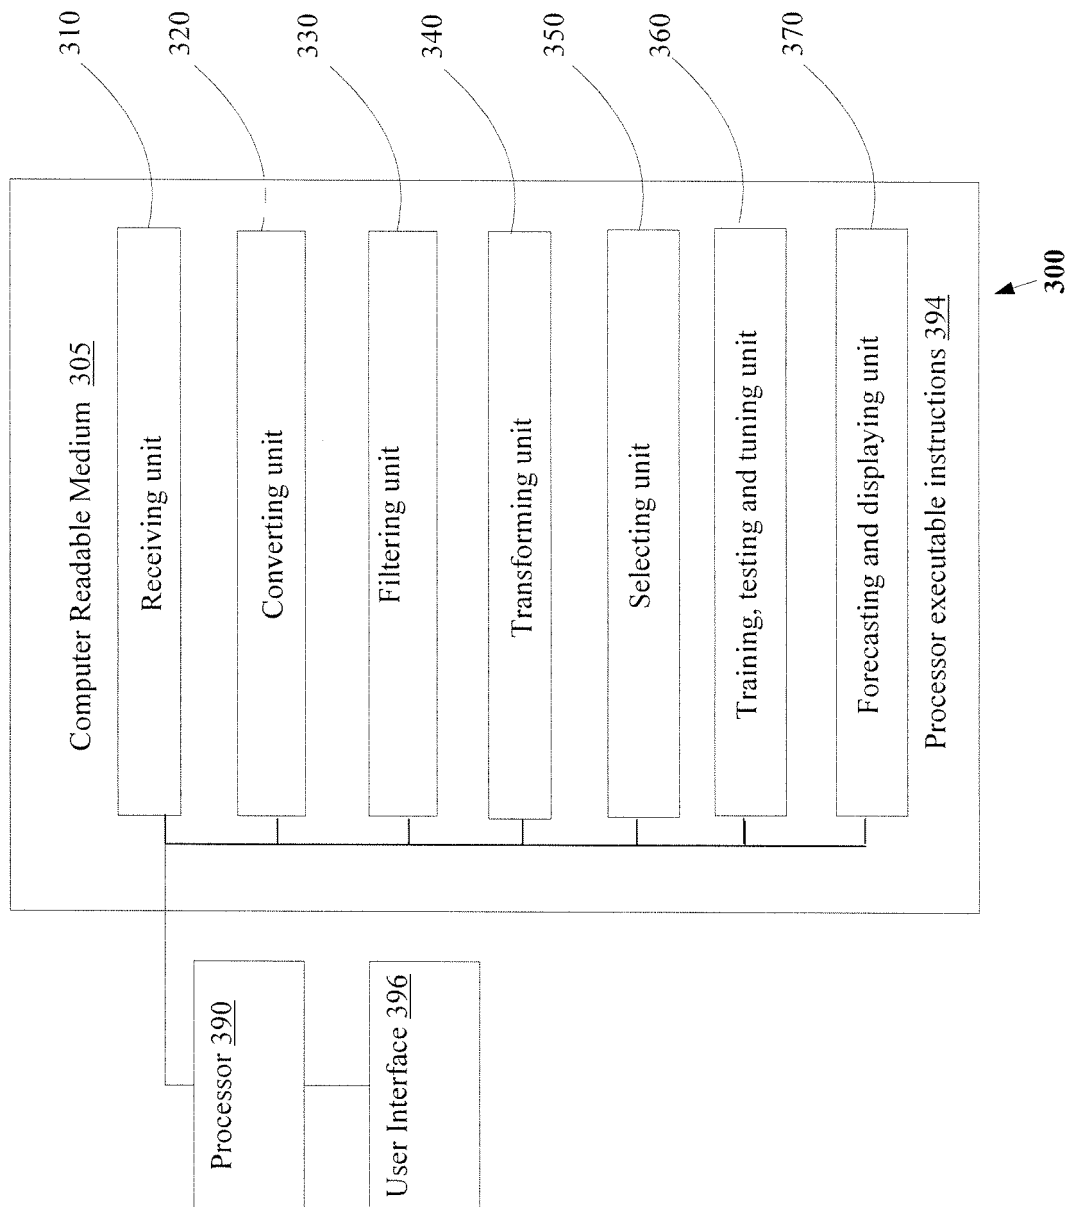 Processor 390
User Interface 396
Computer Readable Medium 305
Receiving unit
Converting unit
Filtering unit
Transforming unit
Selecting unit
Training, testing and tuning unit
Forecasting and displaying unit
Processor executable instructions 394
310
320
330
340
350
360
370
300